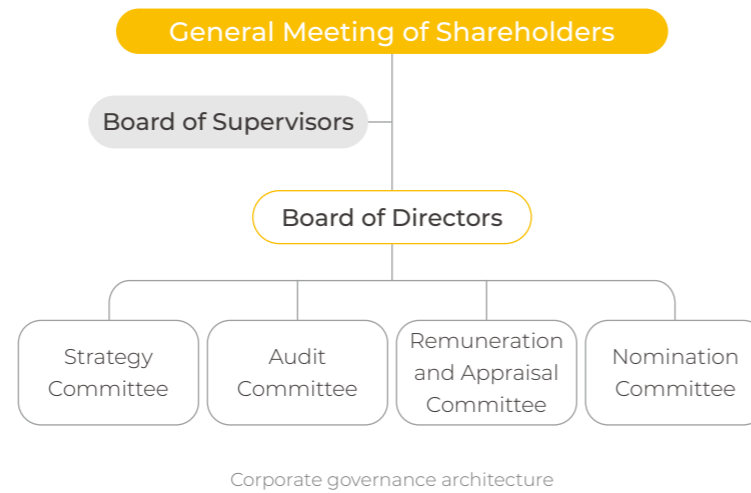 General Meeting of Shareholders
Board of Supervisors
Board of Directors
Strategy
Committee
Audit
Committee
Remuneration
and Appraisal
Committee
Nomination
Committee
Corporate governance architecture